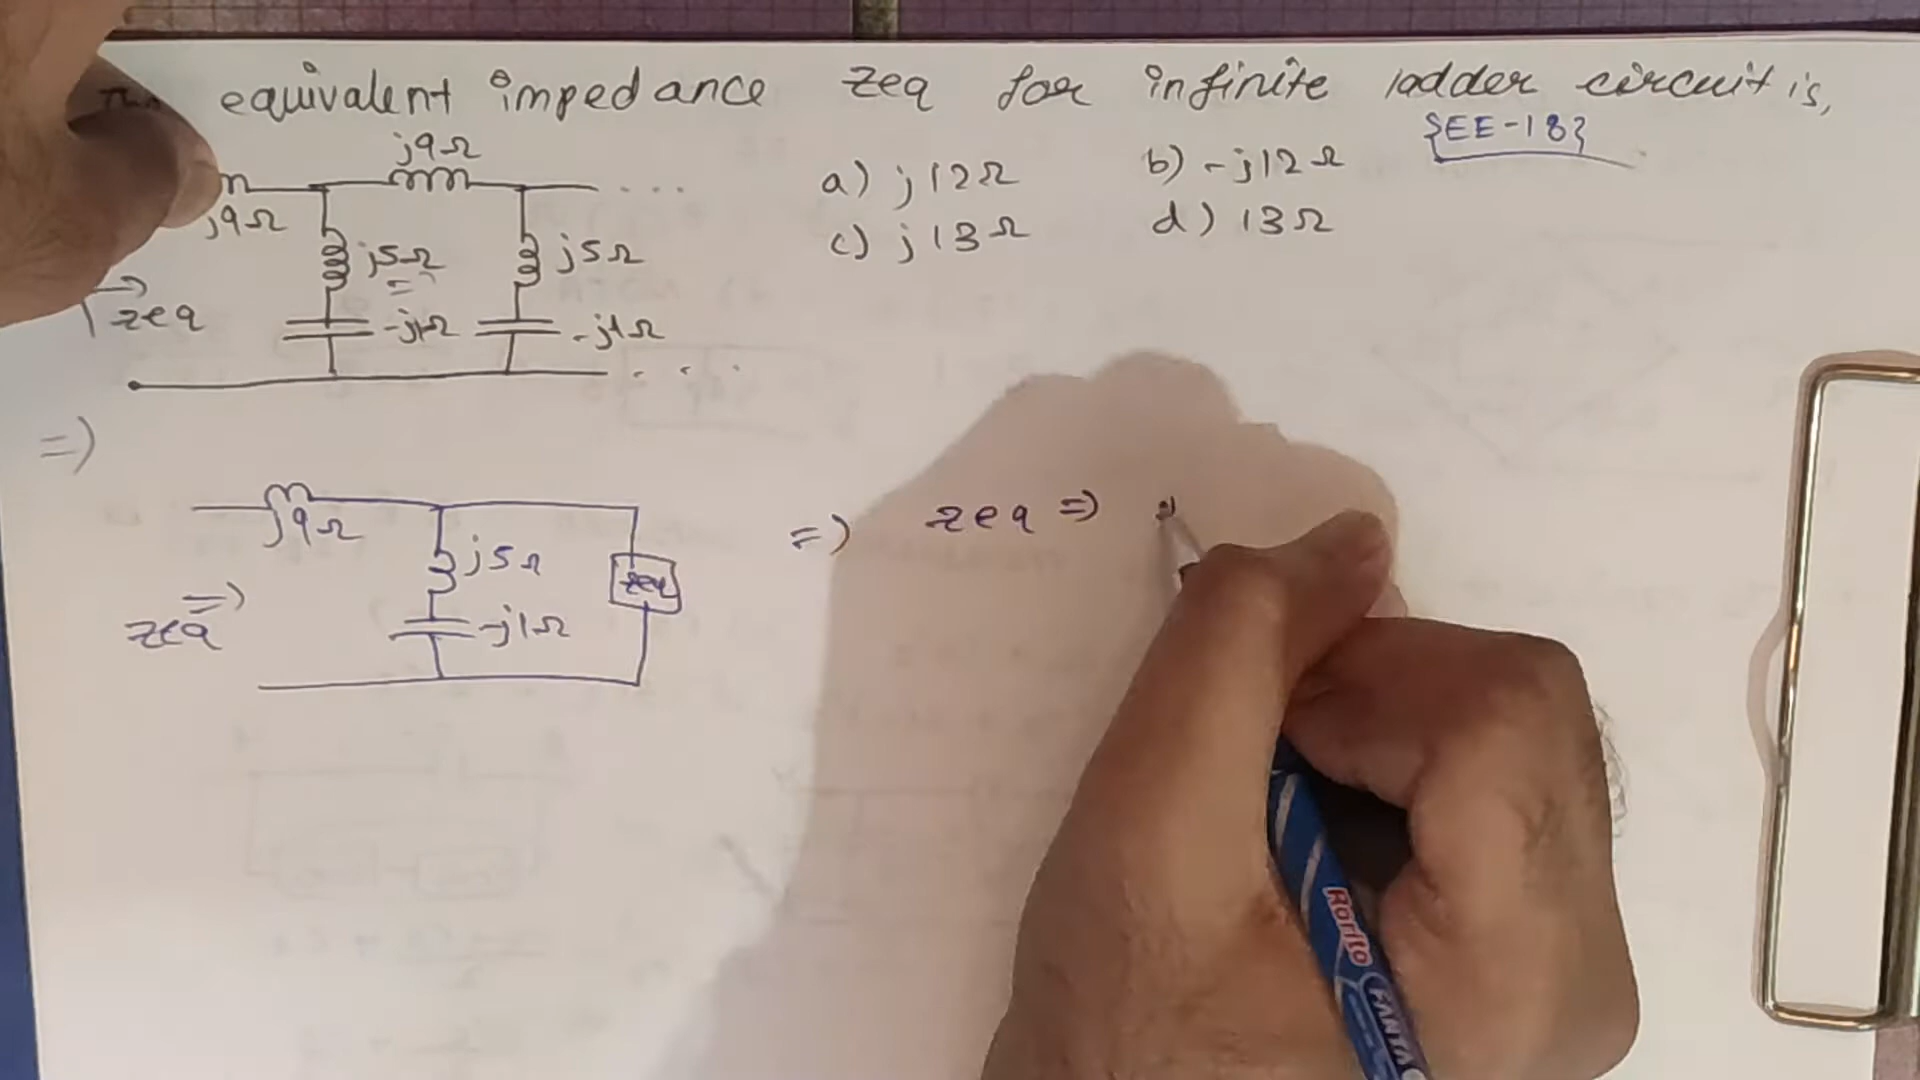 equivalent impedance zeq for infinite ladder circuit is,
{EE-18}
j9Ω
a) j12Ω b) -j12Ω
j9Ω
c) j13Ω d) 13Ω
j5Ω j5Ω
zeq
-j1Ω -j1Ω
=)
j9Ω
j5Ω
=) zeq =)
zeq
zeq =)
-j1Ω
Rorito
FANTA